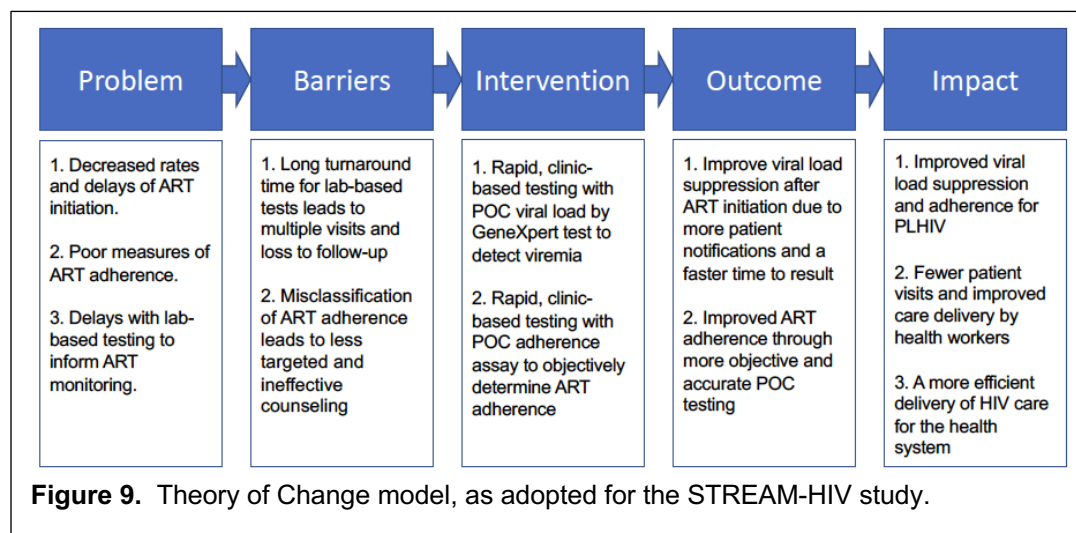 Problem
Barriers
Intervention
Outcome
Impact
1. Decreased rates
and delays of ART
initiation.
2. Poor measures of
ART adherence.
3. Delays with lab-
based testing to
inform ART
monitoring.
1. Long turnaround
time for lab-based
tests leads to
multiple visits and
loss to follow-up
2. Misclassification
of ART adherence
leads to less
targeted and
ineffective
counseling
1. Rapid, clinic-
based testing with
POC viral load by
GeneXpert test to
detect viremia
2. Rapid, clinic-
based testing with
POC adherence
assay to objectively
determine ART
adherence
1. Improve viral load
suppression after
ART initiation due to
more patient
notifications and a
faster time to result
2. Improved ART
adherence through
more objective and
accurate POC
testing
1. Improved viral
load suppression
and adherence for
PLHIV
2. Fewer patient
visits and improved
care delivery by
health workers
3. A more efficient
delivery of HIV care
for the health
system
Figure 9. Theory of Change model, as adopted for the STREAM-HIV study.